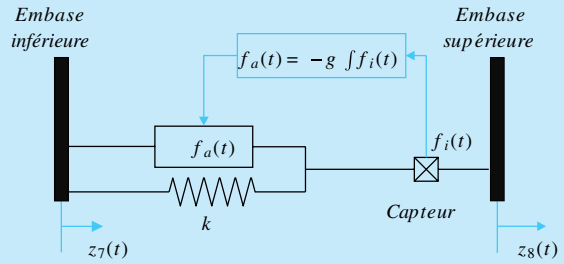 Embase
inférieure
Embase
supérieure
f_a(t) = −g ∫f_i(t)
f_a(t)
f_i(t)
k
Capteur
z_7(t)
z_8(t)